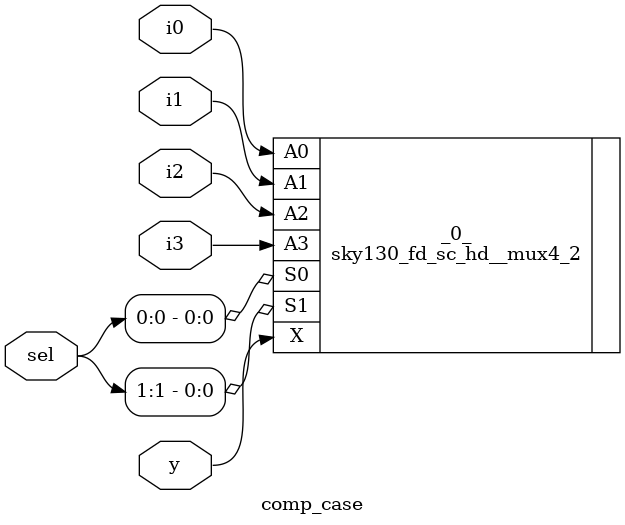 i0
i1
i2
i3
sel
y
0:0 - 0:0
1:1 - 0:0
A0
A1
A2
A3
S0
S1
X
_0_
sky130_fd_sc_hd__mux4_2
comp_case